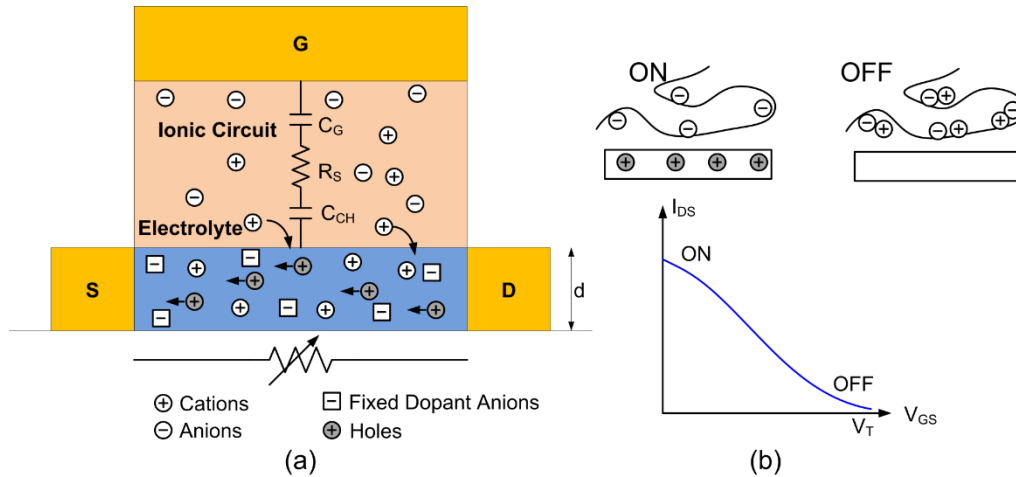 G
Ionic Circuit
C_G
R_S
C_CH
Electrolyte
S
D
d
Cations
Anions
Fixed Dopant Anions
Holes
(a)
ON
OFF
I_DS
ON
OFF
V_T
V_GS
(b)